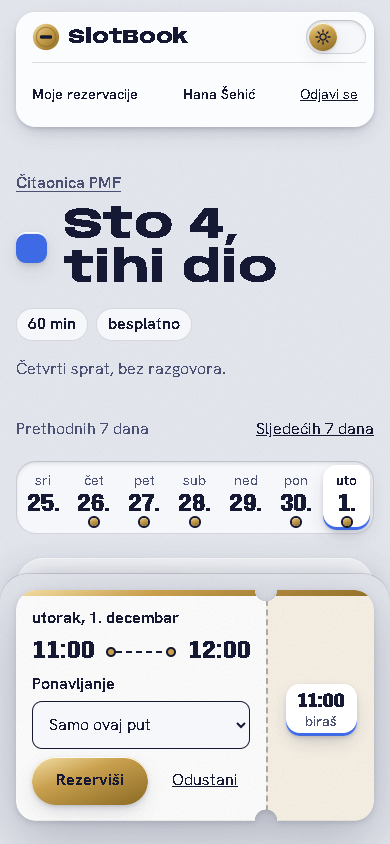 SlotBook
Moje rezervacije Hana Šehić Odjavi se
Čitaonica PMF
Sto 4,
tihi dio
60 min besplatno
Četvrti sprat, bez razgovora.
Prethodnih 7 dana Sljedećih 7 dana
sri čet pet sub ned pon uto
25. 26. 27. 28. 29. 30. 1.
utorak, 1. decembar
11:00 12:00
Ponavljanje
Samo ovaj put
Rezerviši Odustani
11:00
biraš